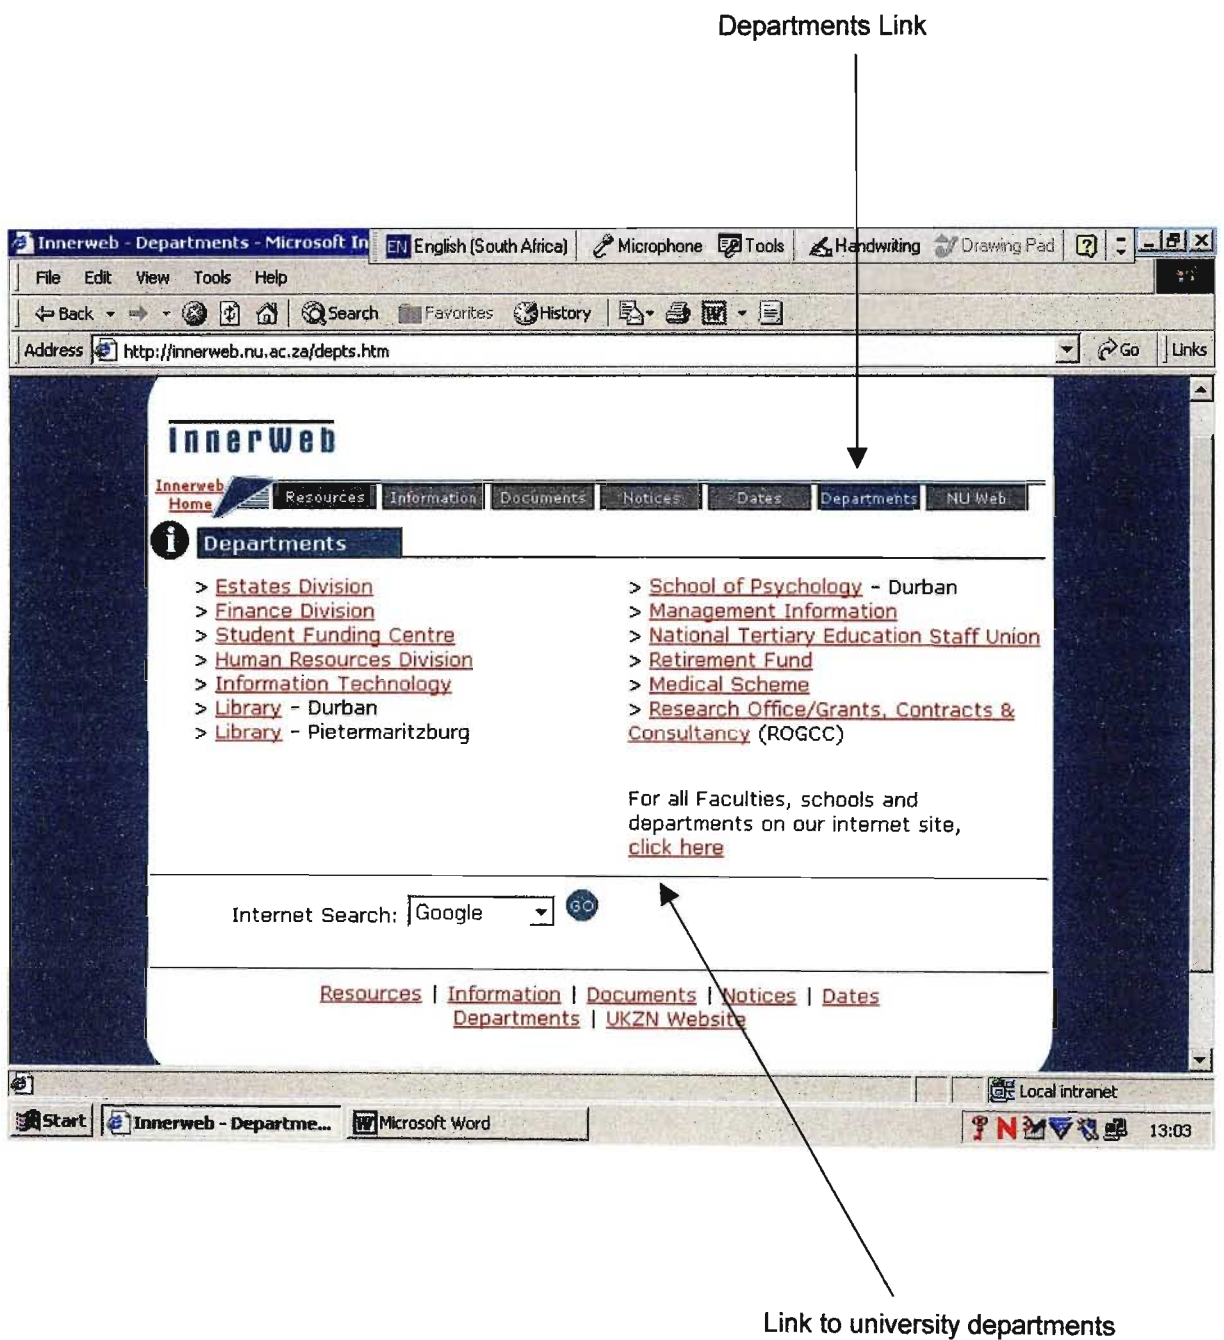 Departments Link
Innerweb - Departments - Microsoft In
EN English (South Africa) Microphone Tools Handwriting Drawing Pad
File Edit View Tools Help
Back Search Favorites History
Address http://innerweb.nu.ac.za/depts.htm Go Links
InnerWeb
Innerweb
Home
Resources Information Documents Notices Dates Departments NU Web
Departments
> Estates Division
> Finance Division
> Student Funding Centre
> Human Resources Division
> Information Technology
> Library - Durban
> Library - Pietermaritzburg
> School of Psychology - Durban
> Management Information
> National Tertiary Education Staff Union
> Retirement Fund
> Medical Scheme
> Research Office/Grants, Contracts &
Consultancy (ROGCC)
For all Faculties, schools and
departments on our internet site,
click here
Internet Search: Google GO
Resources | Information | Documents | Notices | Dates
Departments | UKZN Website
Local intranet
Start Innerweb - Departme... Microsoft Word 13:03
Link to university departments